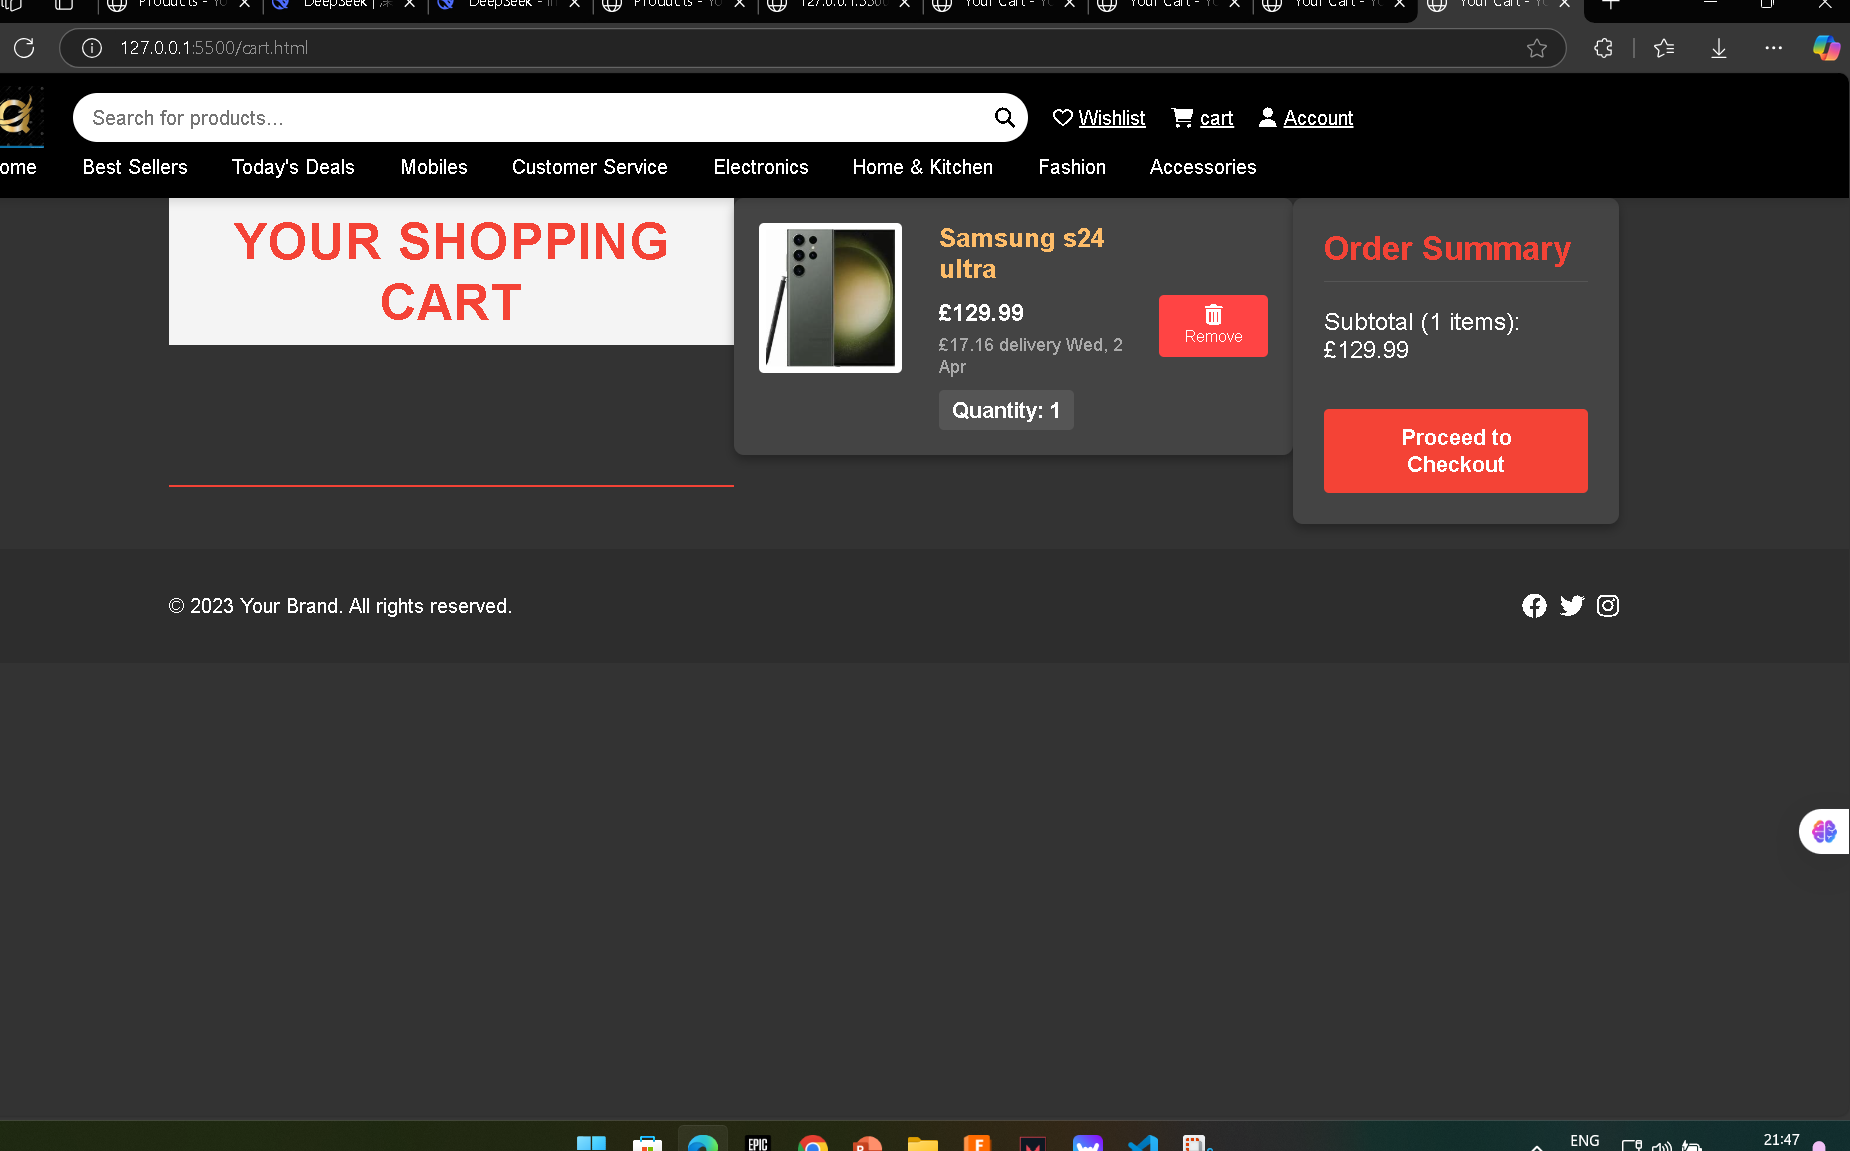 Products - Yo
DeepSeek | 深
DeepSeek - In
Products - Yo
127.0.0.1:5500
Your Cart - Yo
Your Cart - Yo
Your Cart - Yo
Your Cart - Yo
127.0.0.1:5500/cart.html
Search for products...
Wishlist
cart
Account
ome
Best Sellers
Today's Deals
Mobiles
Customer Service
Electronics
Home & Kitchen
Fashion
Accessories
YOUR SHOPPING
CART
Samsung s24
ultra
£129.99
£17.16 delivery Wed, 2
Apr
Quantity: 1
Remove
Order Summary
Subtotal (1 items):
£129.99
Proceed to
Checkout
© 2023 Your Brand. All rights reserved.
EPIC
ENG
21:47